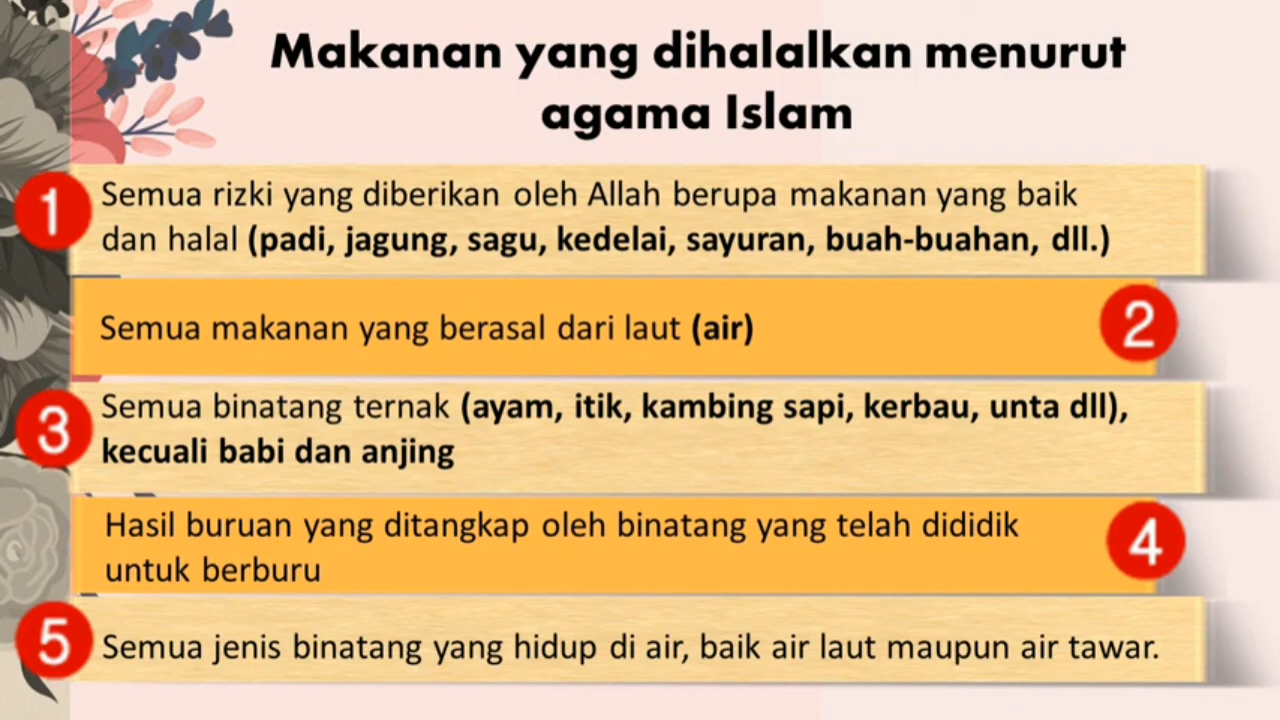 Makanan yang dihalalkan menurut
agama Islam
1
Semua rizki yang diberikan oleh Allah berupa makanan yang baik
dan halal (padi, jagung, sagu, kedelai, sayuran, buah-buahan, dll.)
Semua makanan yang berasal dari laut (air)
2
3
Semua binatang ternak (ayam, itik, kambing sapi, kerbau, unta dll),
kecuali babi dan anjing
Hasil buruan yang ditangkap oleh binatang yang telah dididik
untuk berburu
4
5
Semua jenis binatang yang hidup di air, baik air laut maupun air tawar.